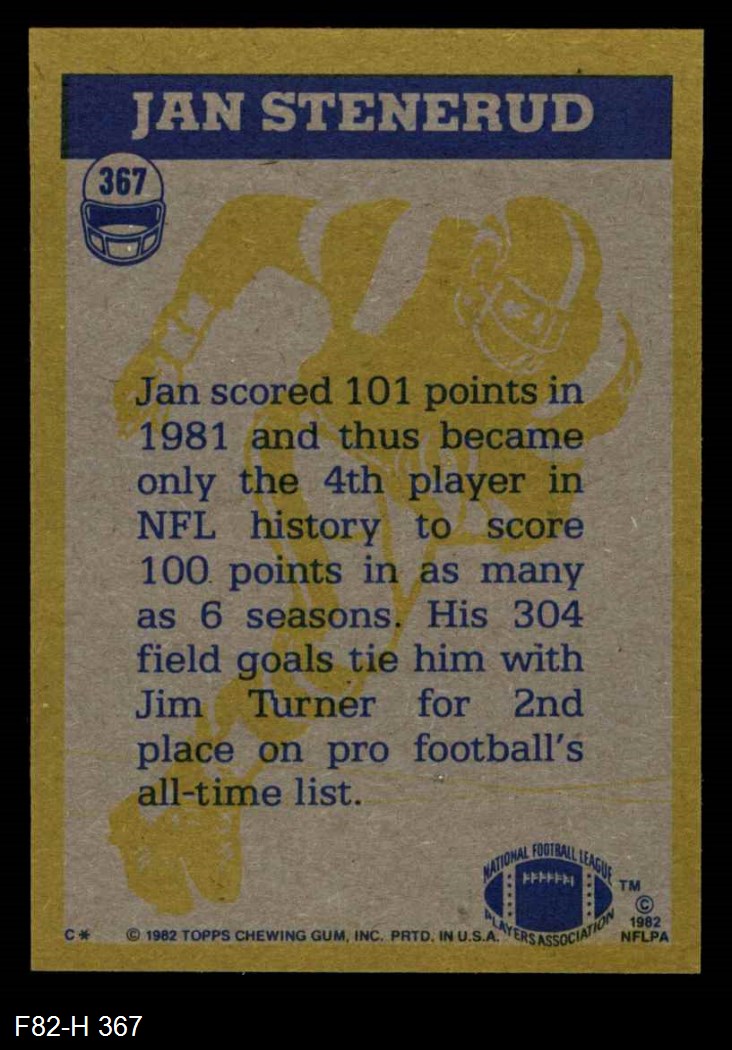 JAN STENERUD
367
Jan scored 101 points in
1981 and thus became
only the 4th player in
NFL history to score
100 points in as many
as 6 seasons. His 304
field goals tie him with
Jim Turner for 2nd
place on pro football's
all-time list.
NATIONAL FOOTBALL LEAGUE
PLAYERS ASSOCIATION
TM
©
1982
NFLPA
C* © 1982 TOPPS CHEWING GUM, INC. PRTD. IN U.S.A.
F82-H 367